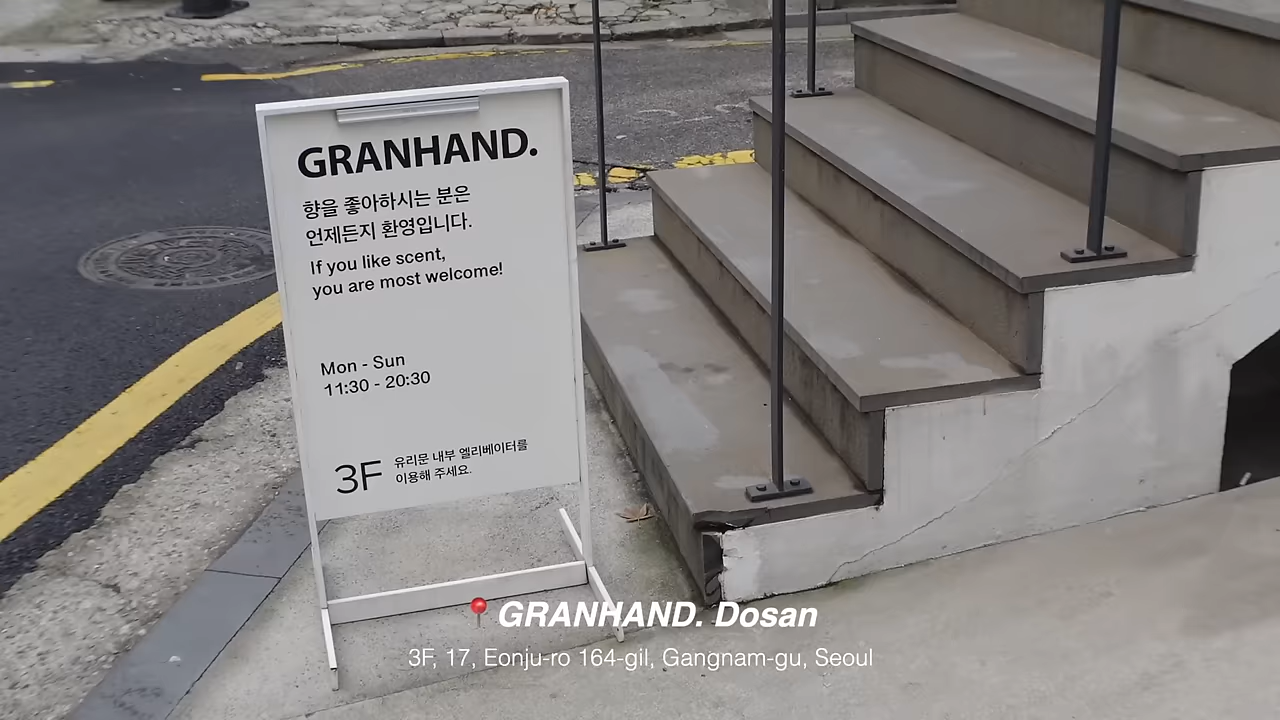 GRANHAND.
향을 좋아하시는 분은
언제든지 환영입니다.
If you like scent,
you are most welcome!
Mon - Sun
11:30 - 20:30
3F
유리문 내부 엘리베이터를
이용해 주세요.
📍 GRANHAND. Dosan
3F, 17, Eonju-ro 164-gil, Gangnam-gu, Seoul